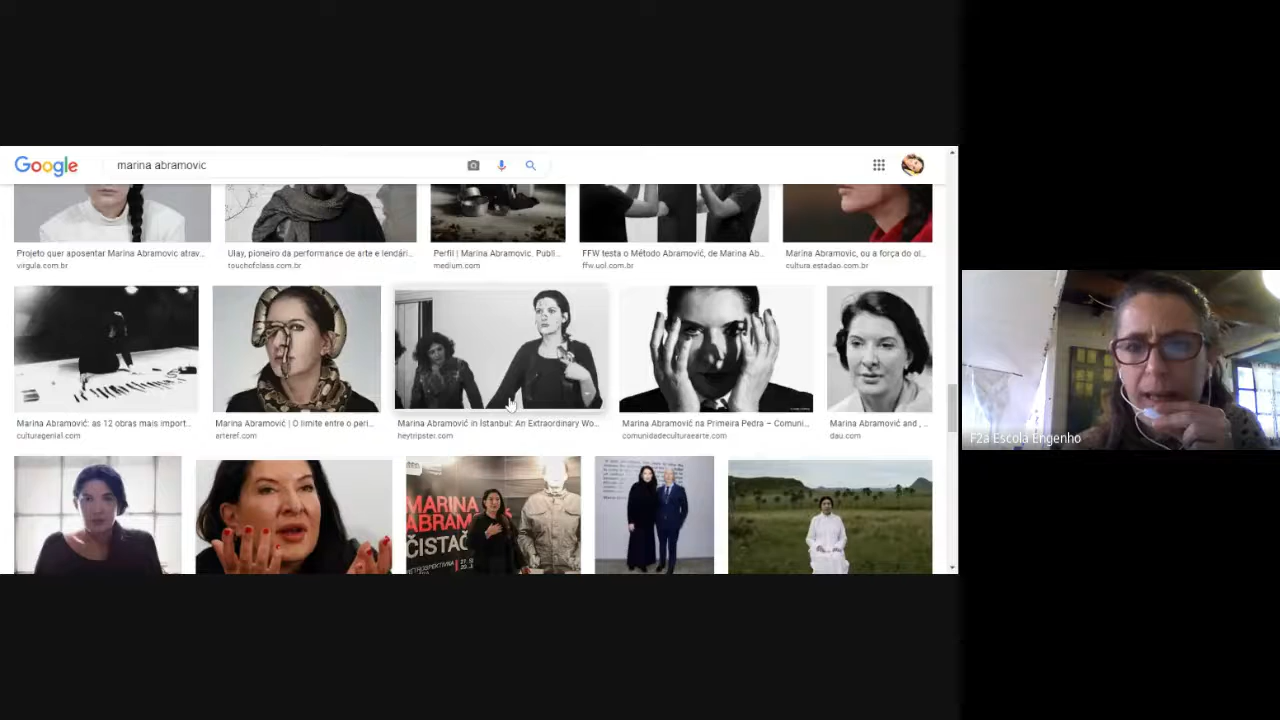 Google
marina abramovic
Projeto quer aposentar Marina Abramovic atrav...
virgula.com.br
Ulay, pioneiro da performance de arte e lendári...
touchofclass.com.br
Perfil | Marina Abramovic. Publi...
medium.com
FFW testa o Método Abramović, de Marina Ab...
ffw.uol.com.br
Marina Abramovic, ou a força do ol...
cultura.estadao.com.br
Marina Abramović: as 12 obras mais import...
culturagenial.com
Marina Abramović | O limite entre o peri...
arteref.com
Marina Abramović in Istanbul: An Extraordinary Wo...
heytripster.com
Marina Abramović na Primeira Pedra – Comuni...
comunidadeculturaearte.com
Marina Abramović and , ...
dau.com
MARINA
ABRAM
ČISTAČ
F2a Escola Engenho